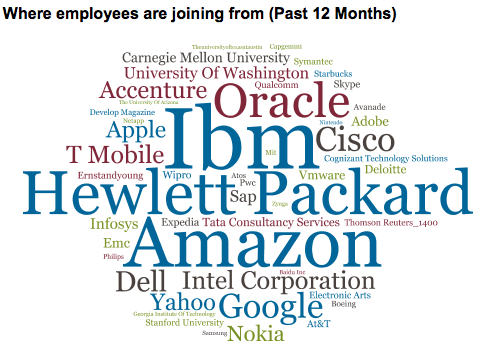 Where employees are joining from (Past 12 Months)
Theuniversityoftexasataustin Capgemini
Carnegie Mellon University Symantec
University Of Washington Starbucks
Accenture Qualcomm Skype
The University Of Arizona Oracle Avanade
Develop Magazine Adobe
Netapp Nintendo
Apple Ibm Cisco
T Mobile Mit Cognizant Technology Solutions
Ernstandyoung Wipro Atos Vmware Deloitte
Pwc
Hewlett Packard
Sap Zynga
Infosys Expedia Tata Consultancy Services Thomson Reuters_1400
Emc Amazon
Philips
Dell Intel Corporation
Baidu Inc
Yahoo Google Electronic Arts
Boeing
Georgia Institute Of Technology
Stanford University At&T
Samsung Nokia